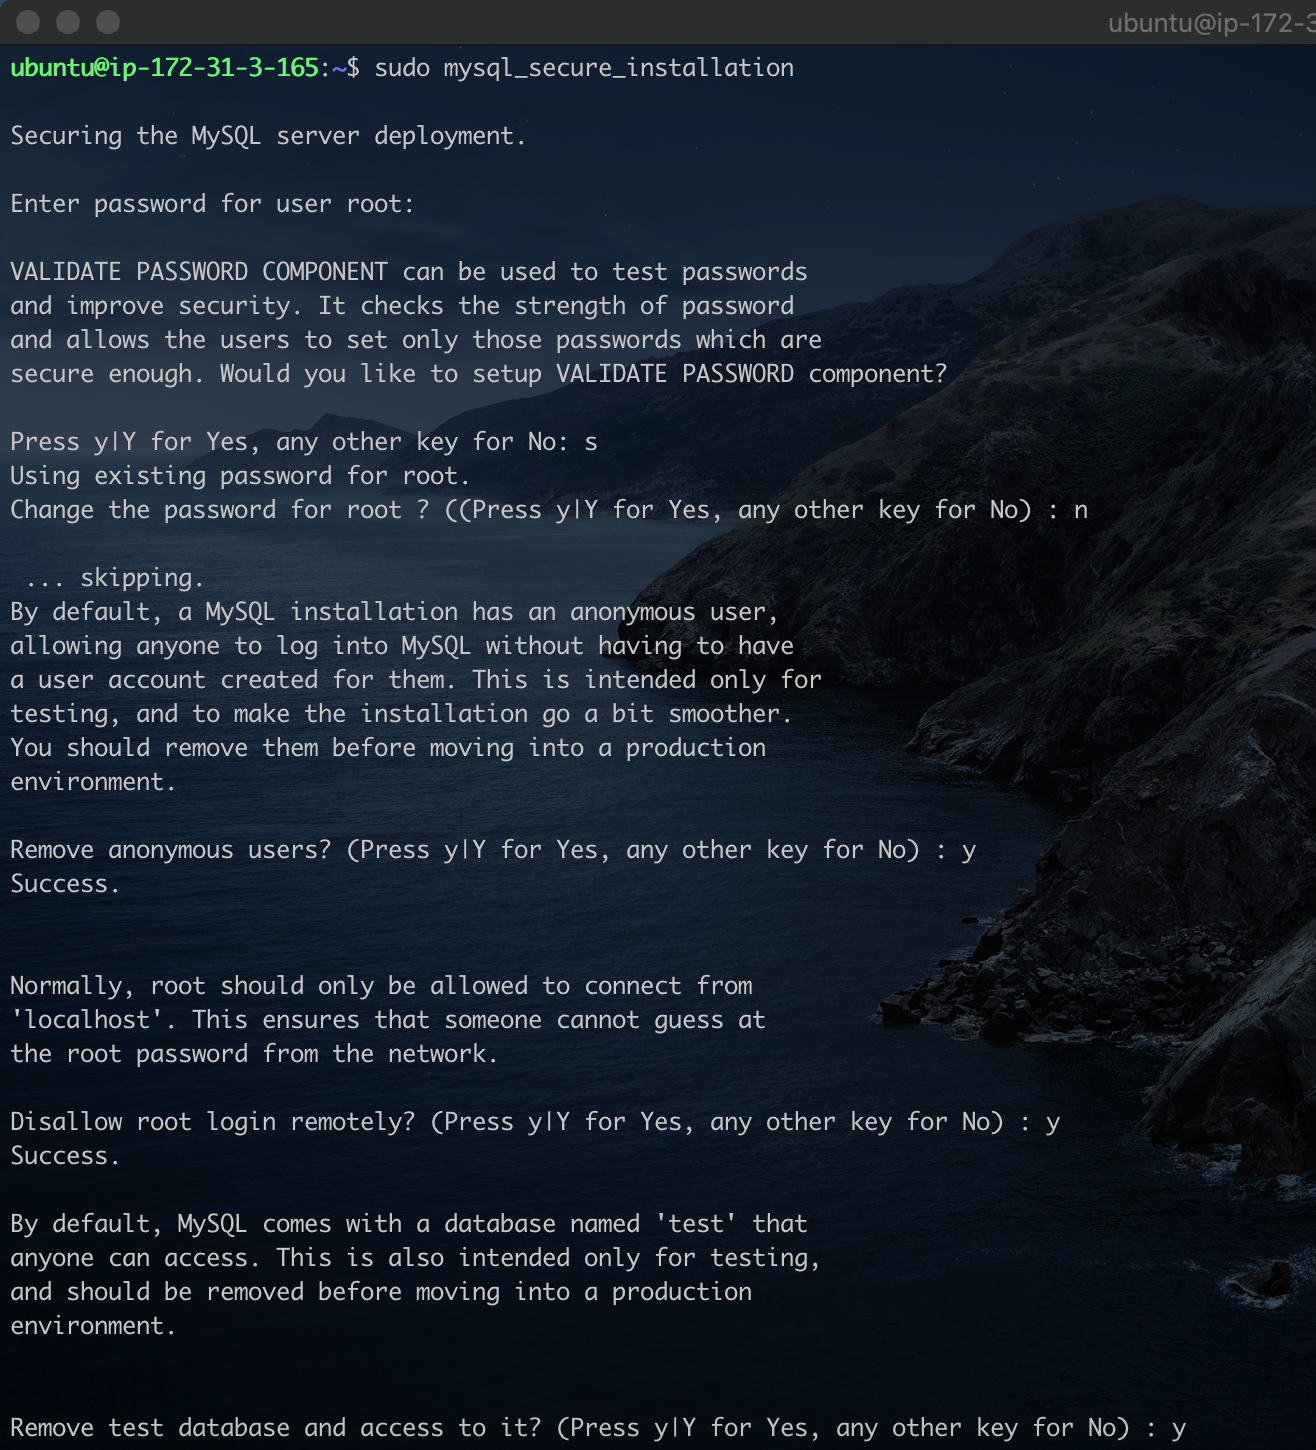 ubuntu@ip-172-3
ubuntu@ip-172-31-3-165:~$ sudo mysql_secure_installation
Securing the MySQL server deployment.
Enter password for user root:
VALIDATE PASSWORD COMPONENT can be used to test passwords
and improve security. It checks the strength of password
and allows the users to set only those passwords which are
secure enough. Would you like to setup VALIDATE PASSWORD component?
Press y|Y for Yes, any other key for No: s
Using existing password for root.
Change the password for root ? ((Press y|Y for Yes, any other key for No) : n
... skipping.
By default, a MySQL installation has an anonymous user,
allowing anyone to log into MySQL without having to have
a user account created for them. This is intended only for
testing, and to make the installation go a bit smoother.
You should remove them before moving into a production
environment.
Remove anonymous users? (Press y|Y for Yes, any other key for No) : y
Success.
Normally, root should only be allowed to connect from
'localhost'. This ensures that someone cannot guess at
the root password from the network.
Disallow root login remotely? (Press y|Y for Yes, any other key for No) : y
Success.
By default, MySQL comes with a database named 'test' that
anyone can access. This is also intended only for testing,
and should be removed before moving into a production
environment.
Remove test database and access to it? (Press y|Y for Yes, any other key for No) : y